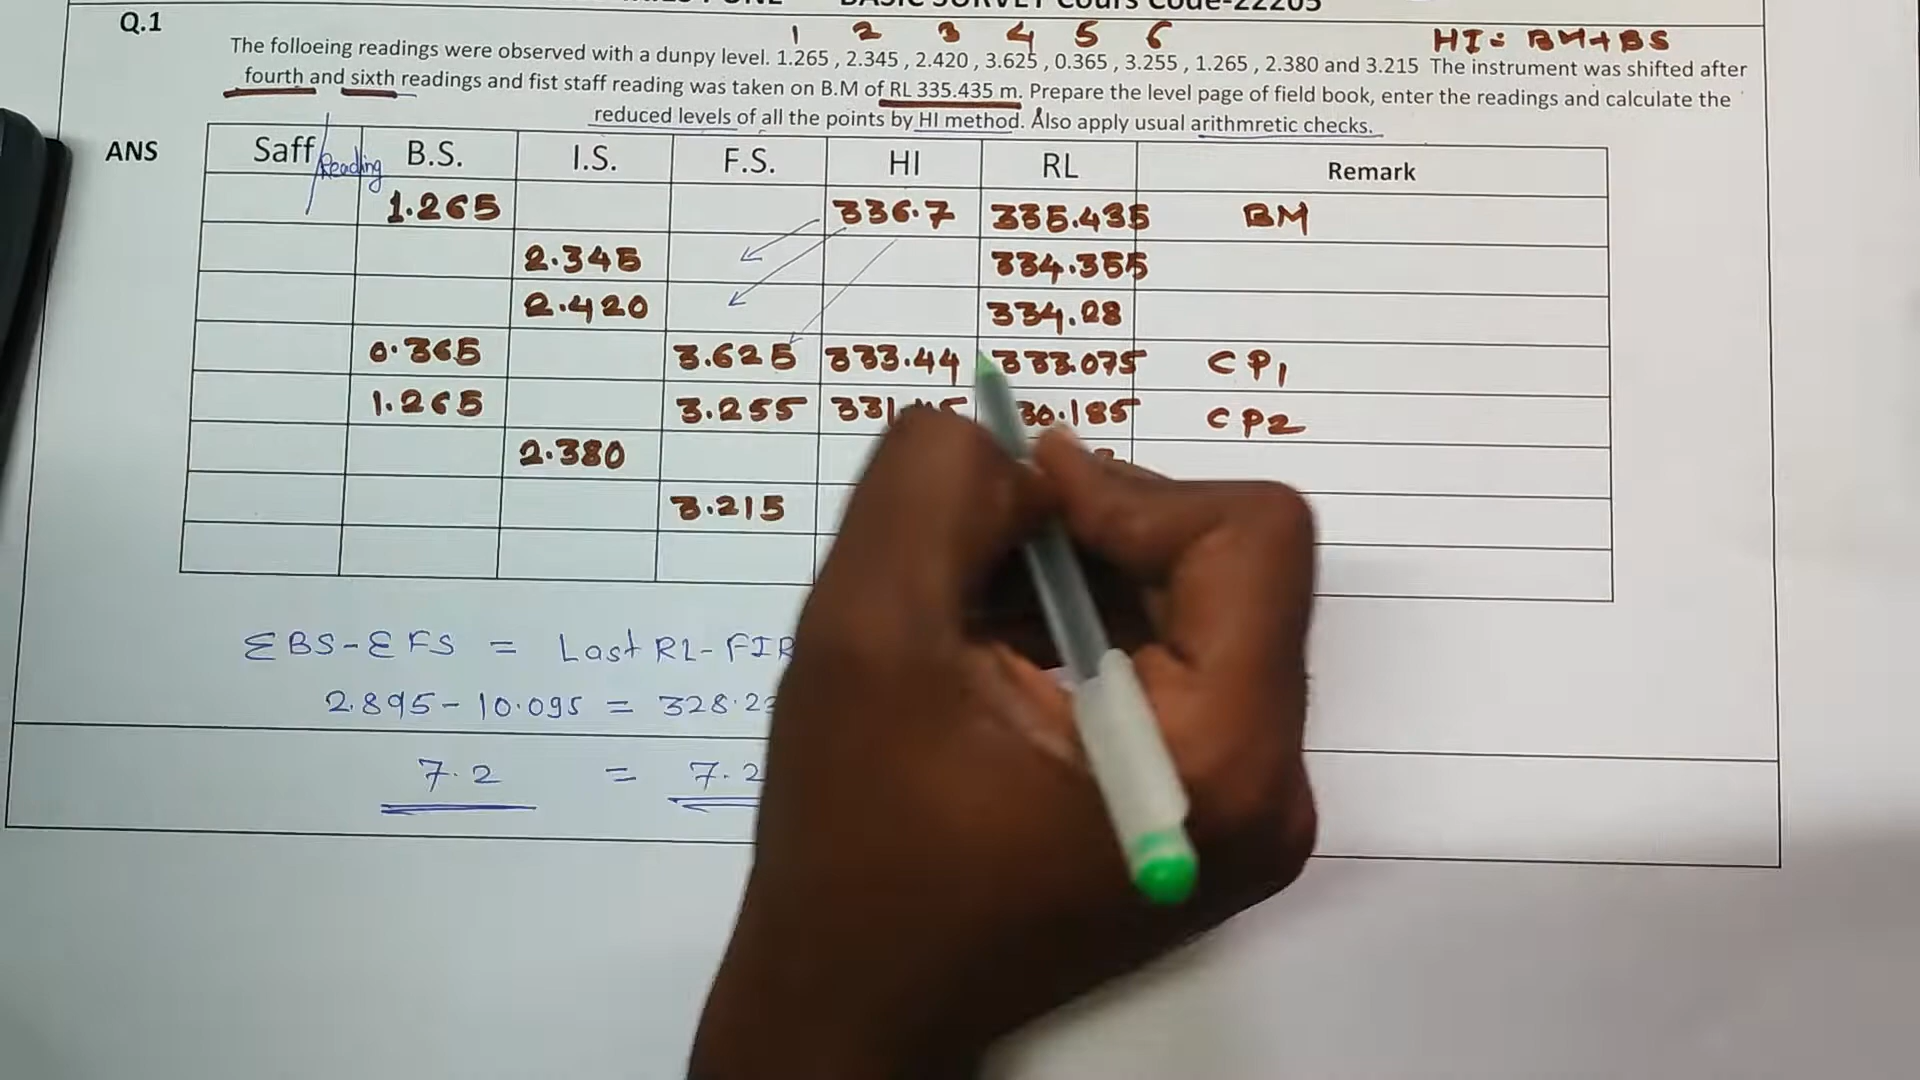 BASIC SURVEY Cours Code-22205
Q.1
1 2 3 4 5 6 HI = BM+BS
The folloeing readings were observed with a dunpy level. 1.265 , 2.345 , 2.420 , 3.625 , 0.365 , 3.255 , 1.265 , 2.380 and 3.215 The instrument was shifted after
fourth and sixth readings and fist staff reading was taken on B.M of RL 335.435 m. Prepare the level page of field book, enter the readings and calculate the
reduced levels of all the points by HI method. Also apply usual arithmretic checks.
ANS
Saff Reading B.S. I.S. F.S. HI RL Remark
1.265 336.7 335.435 BM
2.345 334.355
2.420 334.28
0.365 3.625 333.44 333.075 CP1
1.265 3.255 CP2
2.380
3.215
ΣBS-ΣFS = Last RL-FIR
2.895 - 10.095 = 328.23
7.2 = 7.2